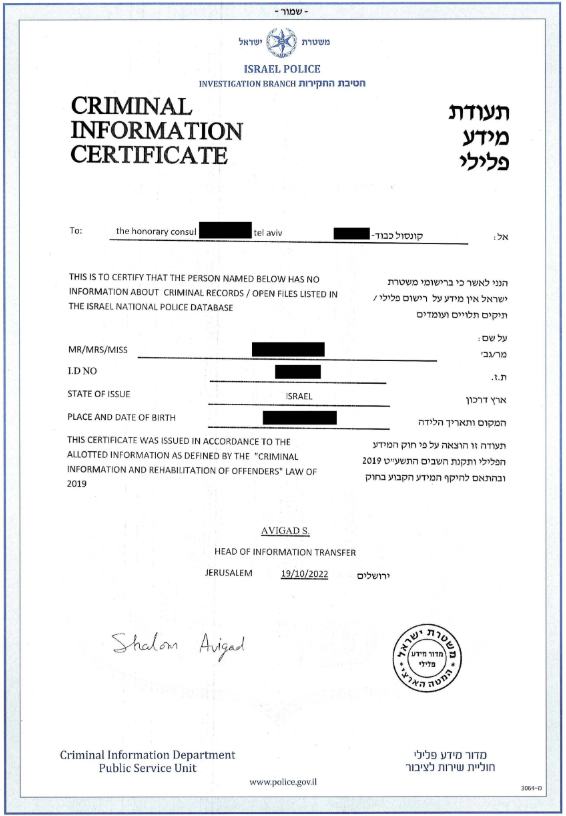 - שמור -
משטרת ישראל
ISRAEL POLICE
INVESTIGATION BRANCH חטיבת החקירות
CRIMINAL
INFORMATION
CERTIFICATE
תעודת
מידע
פלילי
To: the honorary consul tel aviv
אל: קונסול כבוד-
THIS IS TO CERTIFY THAT THE PERSON NAMED BELOW HAS NO
INFORMATION ABOUT CRIMINAL RECORDS / OPEN FILES LISTED IN
THE ISRAEL NATIONAL POLICE DATABASE
הנני לאשר כי ברישומי משטרת
ישראל אין מידע על רישום פלילי /
תיקים תלויים ועומדים
על שם:
MR/MRS/MISS מר/גב'
I.D NO ת.ז.
STATE OF ISSUE ISRAEL ארץ דרכון
PLACE AND DATE OF BIRTH המקום ותאריך הלידה
THIS CERTIFICATE WAS ISSUED IN ACCORDANCE TO THE
ALLOTTED INFORMATION AS DEFINED BY THE "CRIMINAL
INFORMATION AND REHABILITATION OF OFFENDERS" LAW OF
2019
תעודה זו הוצאה על פי חוק המידע
הפלילי ותקנת השבים התשע"ט 2019
ובהתאם להיקף המידע הקבוע בחוק
AVIGAD S.
HEAD OF INFORMATION TRANSFER
JERUSALEM 19/10/2022 ירושלים
Shalom Avigad
משטרת ישראל
מדור מידע
פלילי
המטה הארצי
Criminal Information Department
Public Service Unit
מדור מידע פלילי
חוליית שירות לציבור
www.police.gov.il
מ-3064